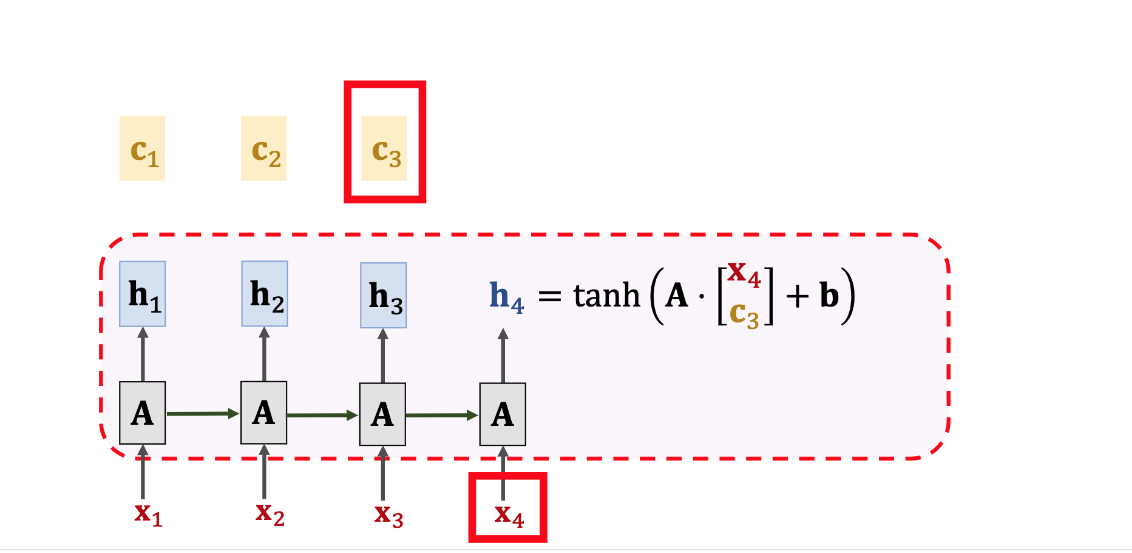 c₁ c₂ c₃
h₁ h₂ h₃ h₄ = tanh(A · [x₄ c₃] + b)
A A A A
x₁ x₂ x₃ x₄